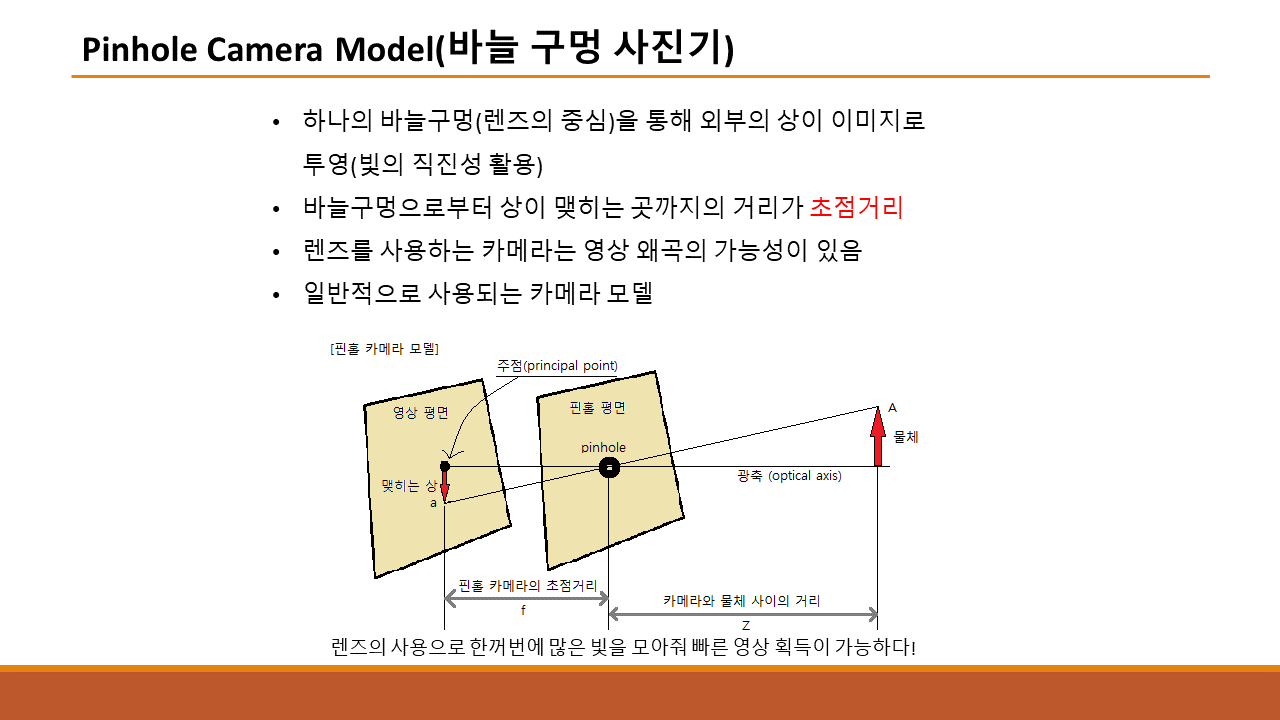 Pinhole Camera Model(바늘 구멍 사진기)
• 하나의 바늘구멍(렌즈의 중심)을 통해 외부의 상이 이미지로
투영(빛의 직진성 활용)
• 바늘구멍으로부터 상이 맺히는 곳까지의 거리가 초점거리
• 렌즈를 사용하는 카메라는 영상 왜곡의 가능성이 있음
• 일반적으로 사용되는 카메라 모델
[핀홀 카메라 모델]
주점(principal point)
영상 평면
핀홀 평면
A
물체
pinhole
광축 (optical axis)
맺히는 상
a
핀홀 카메라의 초점거리
f
카메라와 물체 사이의 거리
Z
렌즈의 사용으로 한꺼번에 많은 빛을 모아줘 빠른 영상 획득이 가능하다!